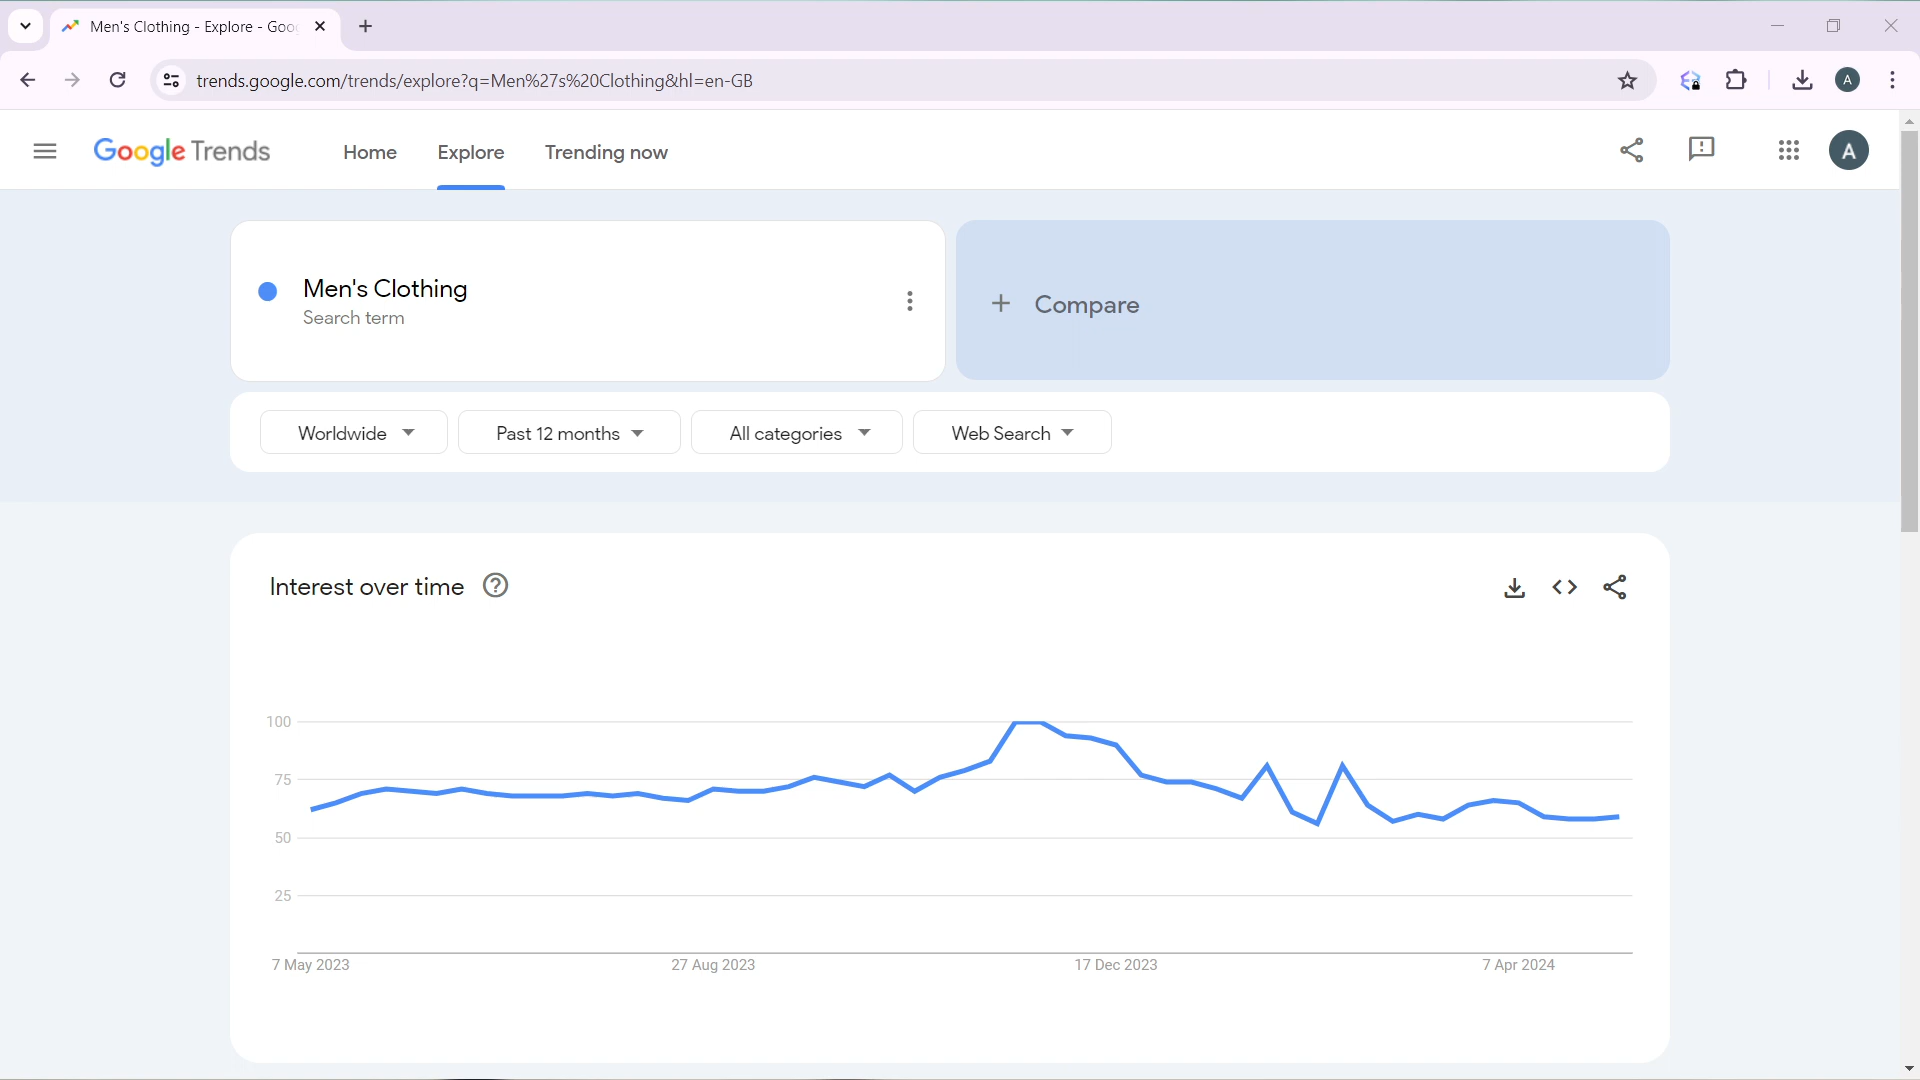 Men's Clothing - Explore - Goo
trends.google.com/trends/explore?q=Men%27s%20Clothing&hl=en-GB
A
Google Trends
Home
Explore
Trending now
A
Men's Clothing
Search term
+ Compare
Worldwide
Past 12 months
All categories
Web Search
Interest over time
100
75
50
25
7 May 2023
27 Aug 2023
17 Dec 2023
7 Apr 2024